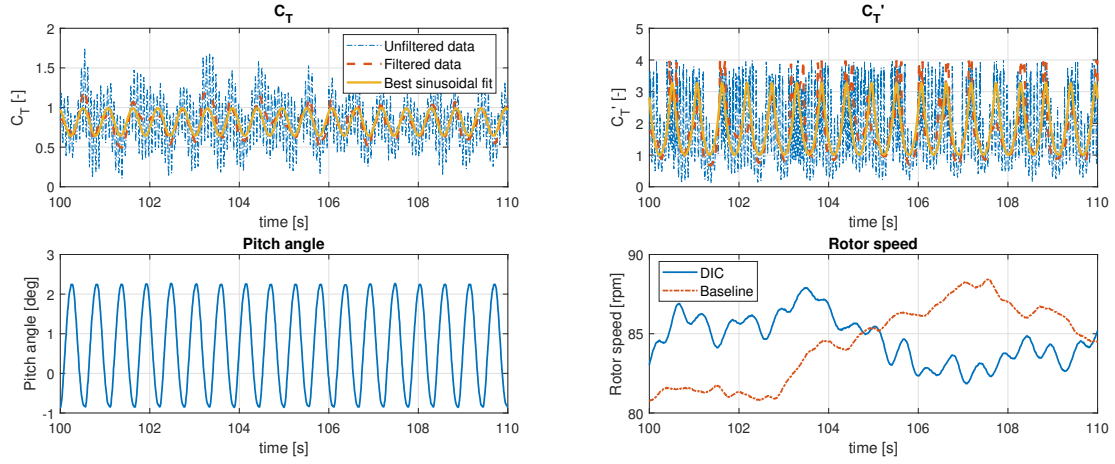 C_T
2
1.5
1
0.5
0
C_T [-]
Unfiltered data
Filtered data
Best sinusoidal fit
100 102 104 106 108 110
time [s]
C_T'
5
4
3
2
1
0
C_T' [-]
100 102 104 106 108 110
time [s]
Pitch angle
3
2
1
0
-1
Pitch angle [deg]
100 102 104 106 108 110
time [s]
Rotor speed
90
85
80
Rotor speed [rpm]
DIC
Baseline
100 102 104 106 108 110
time [s]